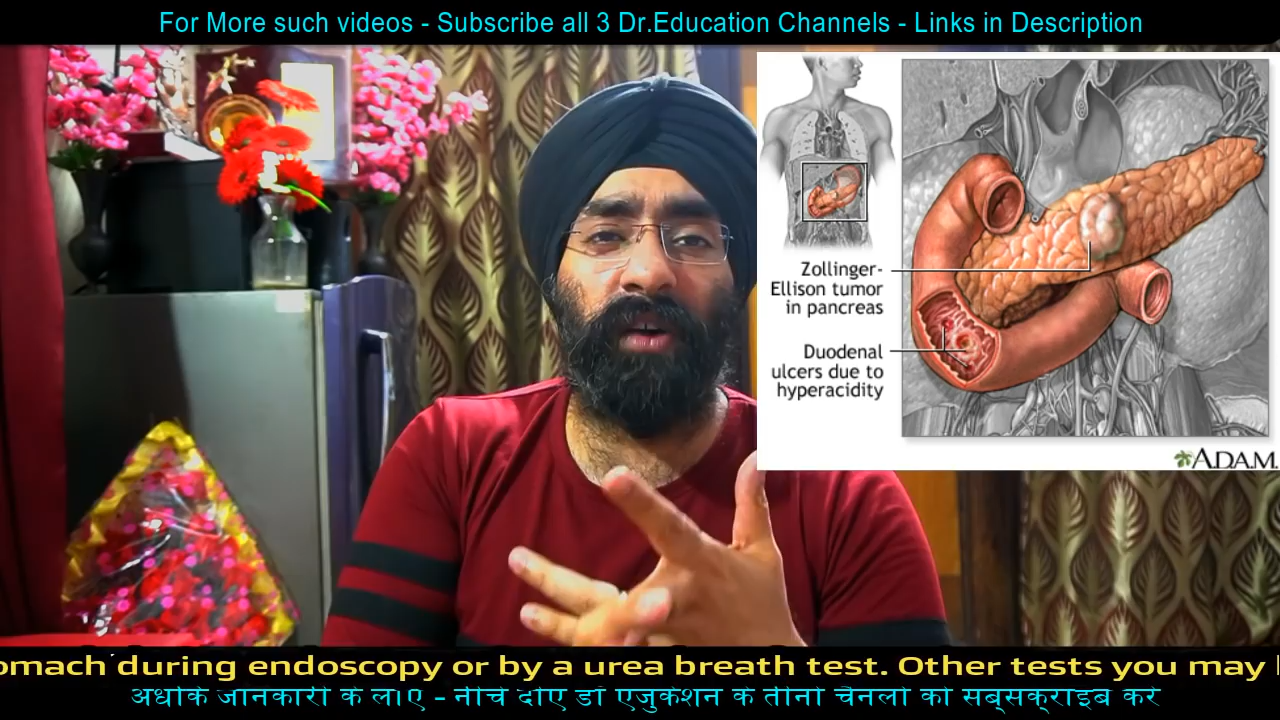 For More such videos - Subscribe all 3 Dr.Education Channels - Links in Description
Zollinger-
Ellison tumor
in pancreas
Duodenal
ulcers due to
hyperacidity
A.D.A.M.
omach during endoscopy or by a urea breath test. Other tests you may
जानकारी के लिए - नीचे दिए डॉ एजुकेशन के तीनों चैनलों को सब्सक्राइब करें